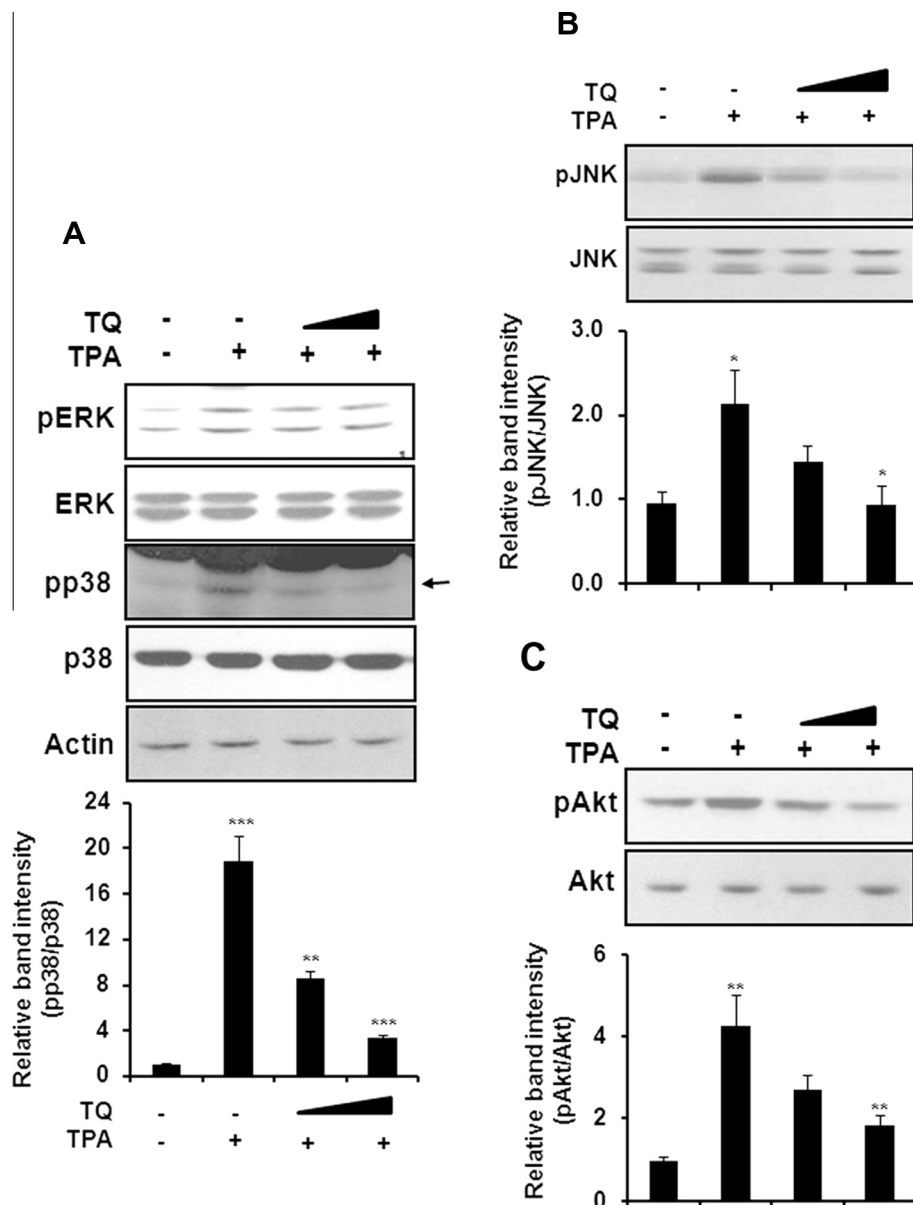 A
TQ - -
TPA - + + +
pERK
ERK
pp38
p38
Actin
24
20
16
12
8
4
0
Relative band intensity
(pp38/p38)
***
**
***
TQ - -
TPA - + + +
B
TQ - -
TPA - + + +
pJNK
JNK
3.0
2.0
1.0
0.0
Relative band intensity
(pJNK/JNK)
*
*
C
TQ - -
TPA - + + +
pAkt
Akt
6
4
2
0
Relative band intensity
(pAkt/Akt)
**
**